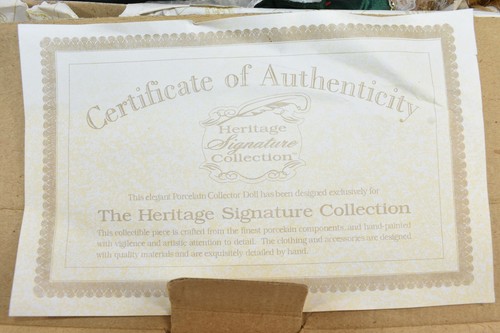 Certificate of Authenticity
Heritage
Signature
Collection
This elegant Porcelain Collector Doll has been designed exclusively for
The Heritage Signature Collection
This collectible piece is crafted from the finest porcelain components, and hand-painted
with vigilence and artistic attention to detail. The clothing and accessories are designed
with quality materials and are exquisitely detailed by hand.